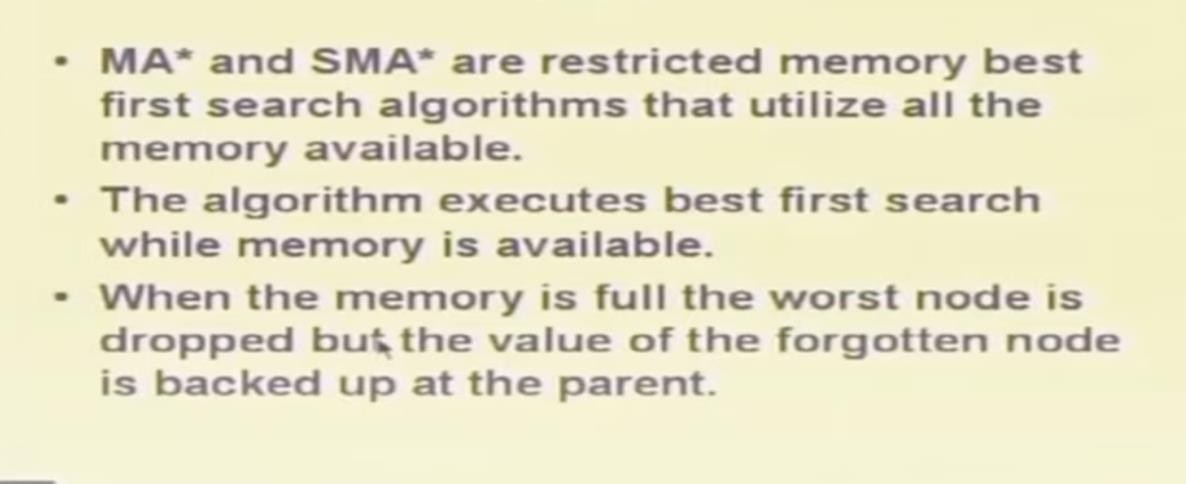 • MA* and SMA* are restricted memory best
first search algorithms that utilize all the
memory available.
• The algorithm executes best first search
while memory is available.
• When the memory is full the worst node is
dropped but the value of the forgotten node
is backed up at the parent.